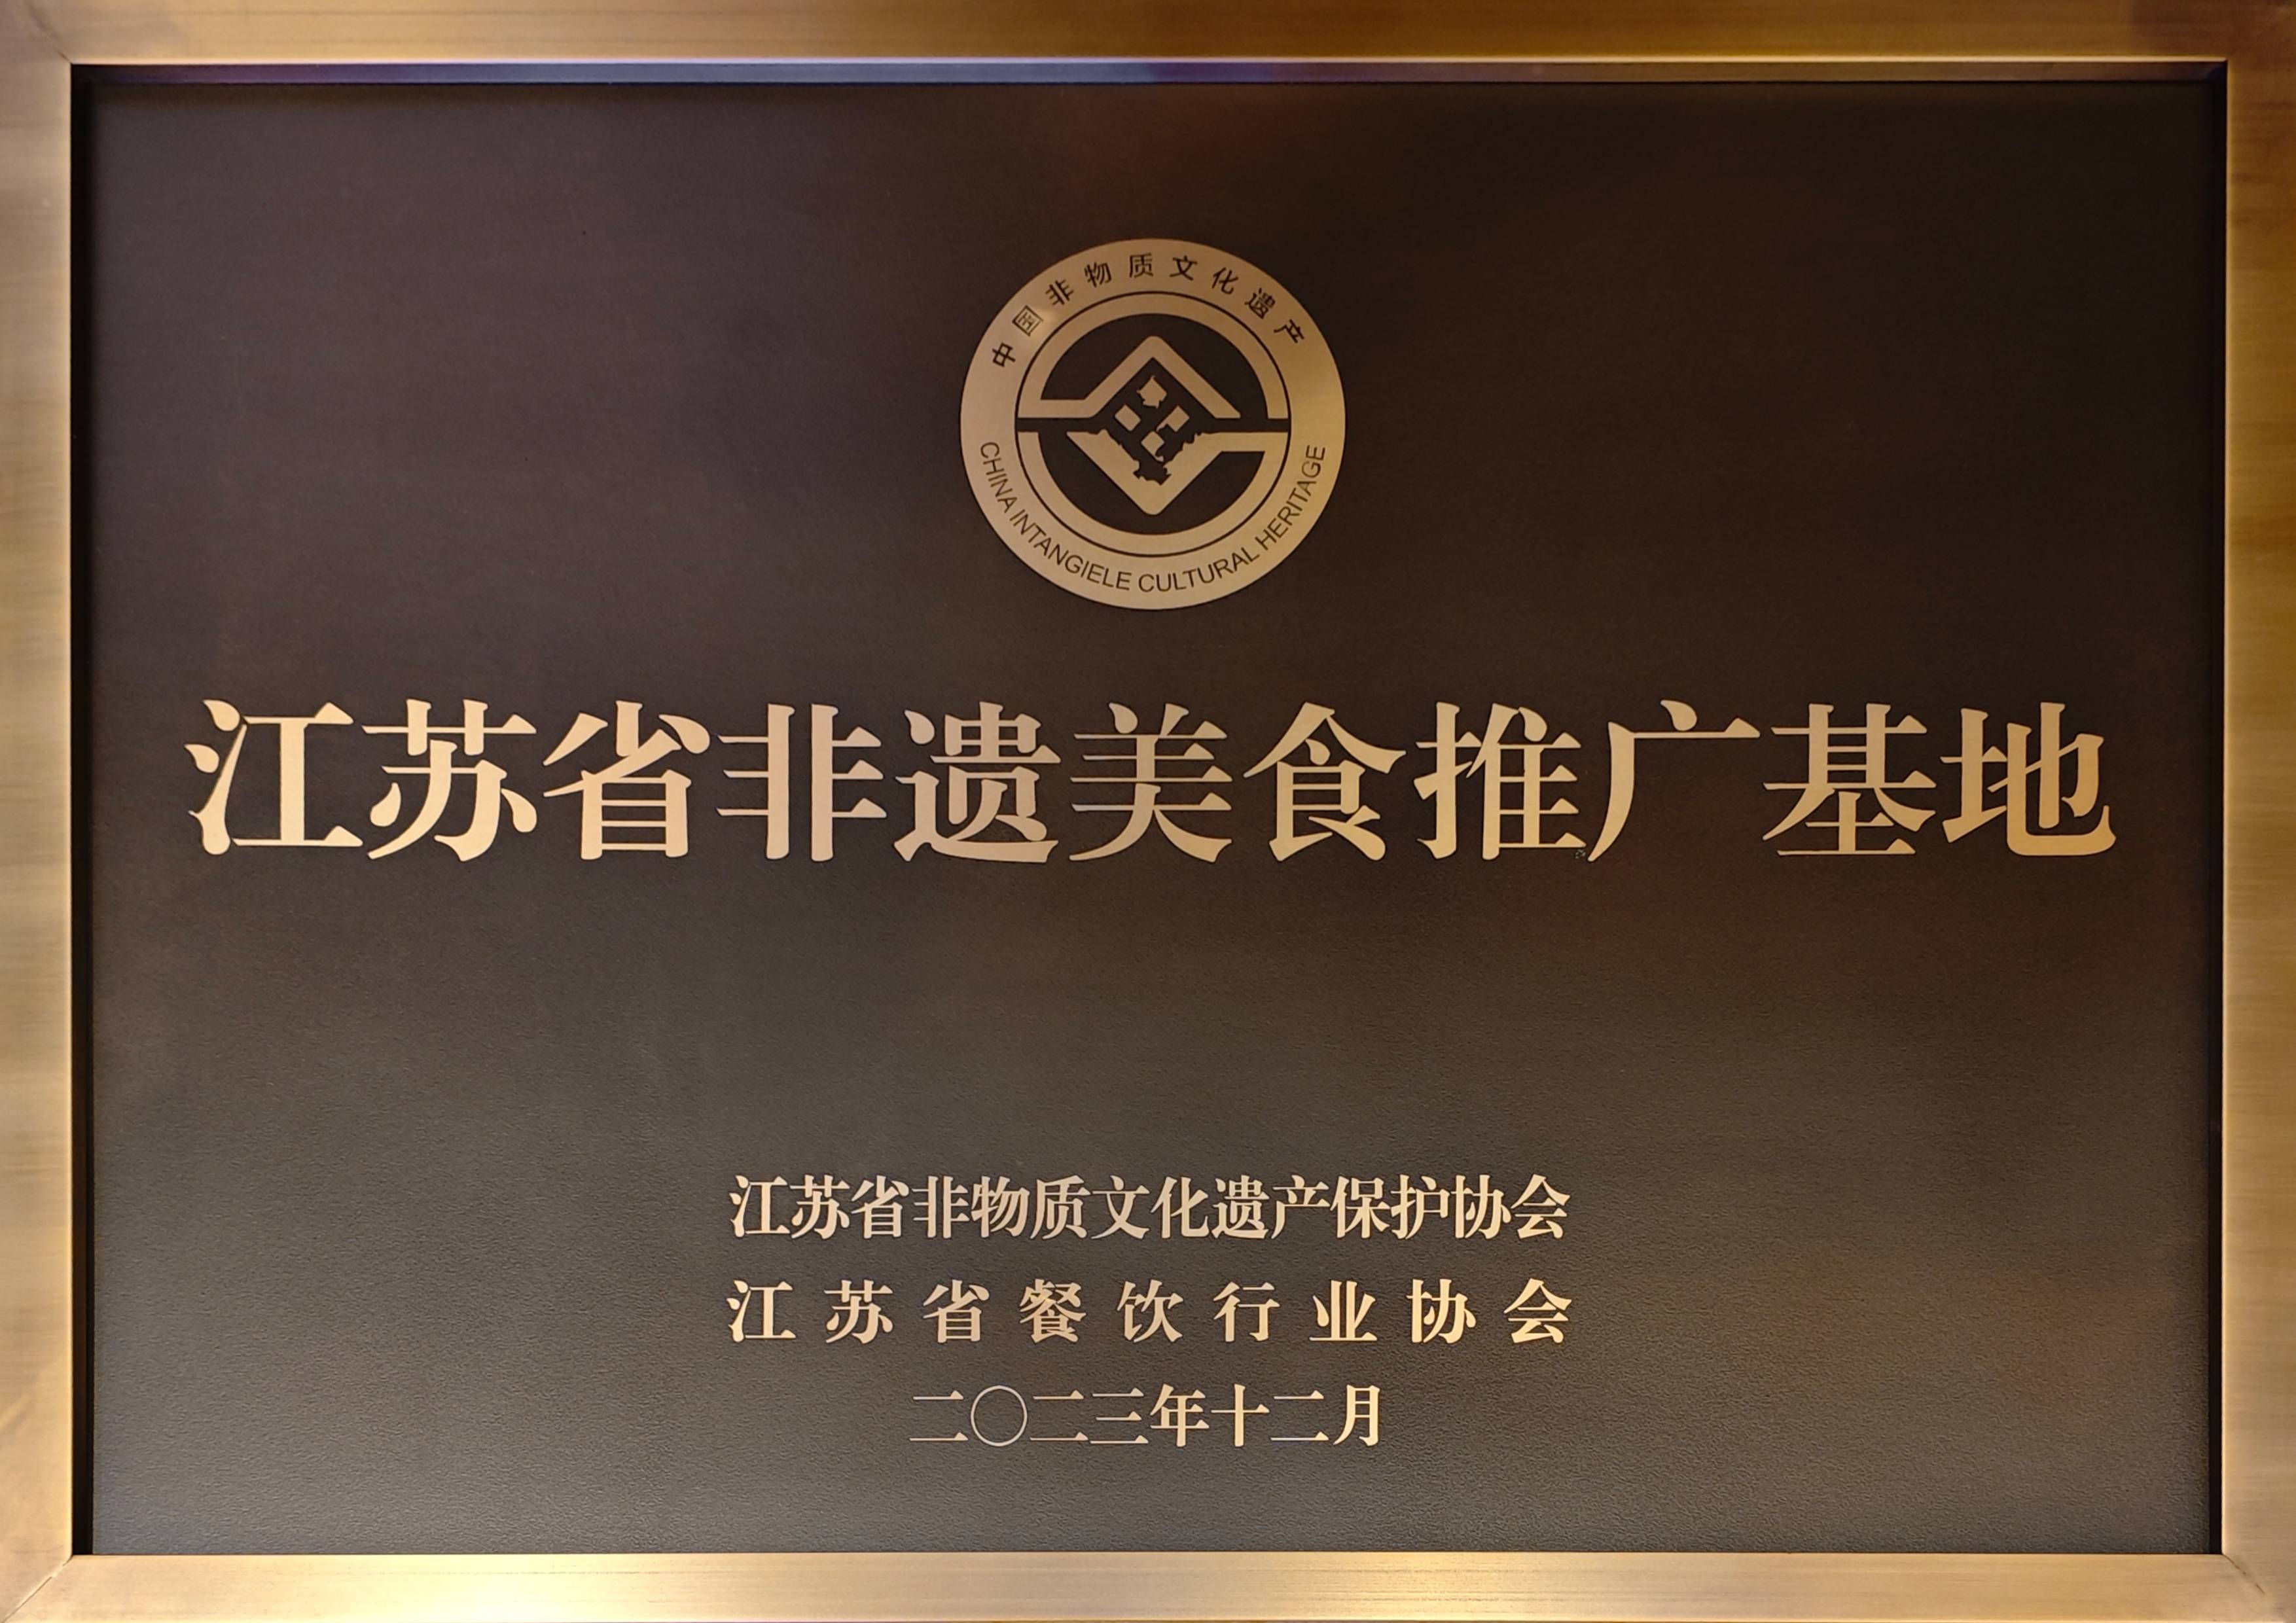 中国非物质文化遗产
CHINA INTANGIELE CULTURAL HERITAGE
江苏省非遗美食推广基地
江苏省非物质文化遗产保护协会
江苏省餐饮行业协会
二〇二三年十二月